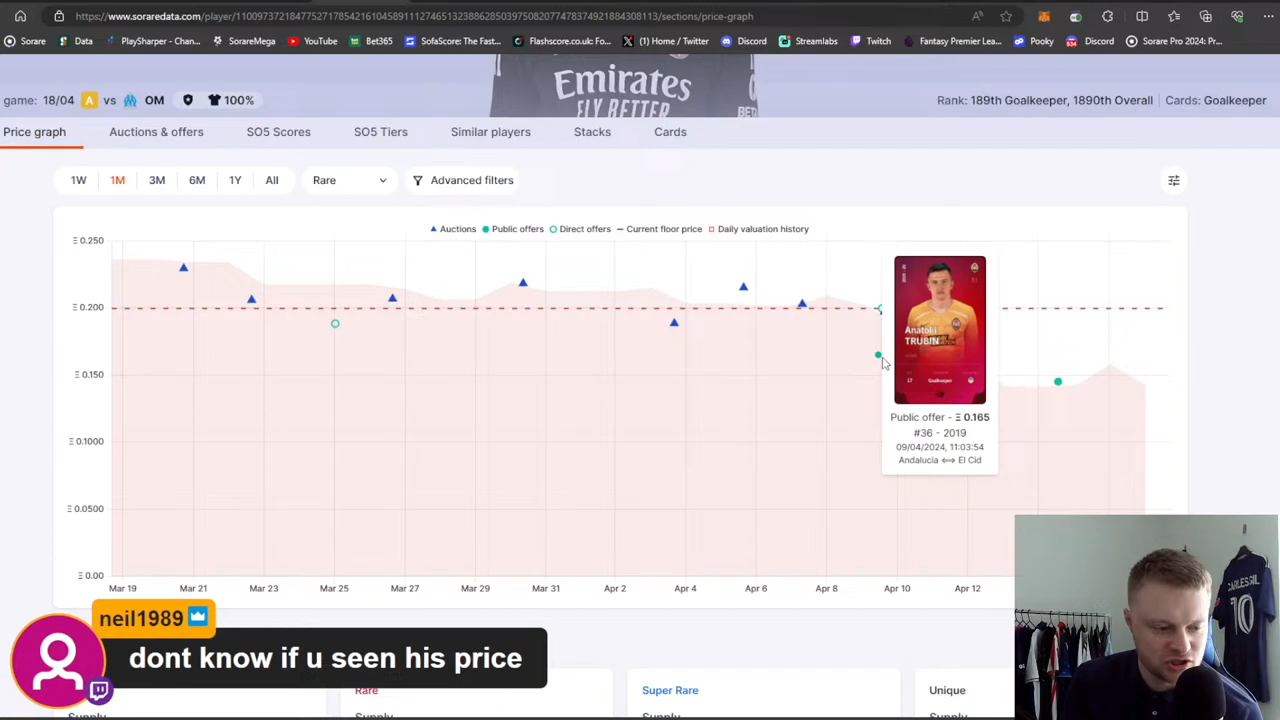 https://www.soraredata.com/player/110097372184775271785421610458911127465132388628503975082077478374921884308113/sections/price-graph
Sorare
Data
PlaySharper - Chan...
SorareMega
YouTube
Bet365
SofaScore: The Fast...
Flashscore.co.uk: Fo...
(1) Home / Twitter
Discord
Streamlabs
Twitch
Fantasy Premier Lea...
Pooky
Discord
Sorare Pro 2024: Pr...
Emirates
FLY BETTER
game: 18/04 A vs OM 100%
Rank: 189th Goalkeeper, 1890th Overall Cards: Goalkeeper
Price graph
Auctions & offers
SO5 Scores
SO5 Tiers
Similar players
Stacks
Cards
1W 1M 3M 6M 1Y All
Rare
Advanced filters
Auctions Public offers Direct offers Current floor price Daily valuation history
Ξ 0.250
Ξ 0.200
Ξ 0.150
Ξ 0.1000
Ξ 0.0500
Ξ 0.00
Anatolii
TRUBIN
17 Goalkeeper
Public offer - Ξ 0.165
#36 - 2019
09/04/2024, 11:03:54
Andalucia ⟺ El Cid
Mar 19 Mar 21 Mar 23 Mar 25 Mar 27 Mar 29 Mar 31 Apr 2 Apr 4 Apr 6 Apr 8 Apr 10 Apr 12
neil1989
dont know if u seen his price
Rare
Super Rare
Unique
Supply
Supply
Supply
Supply
10